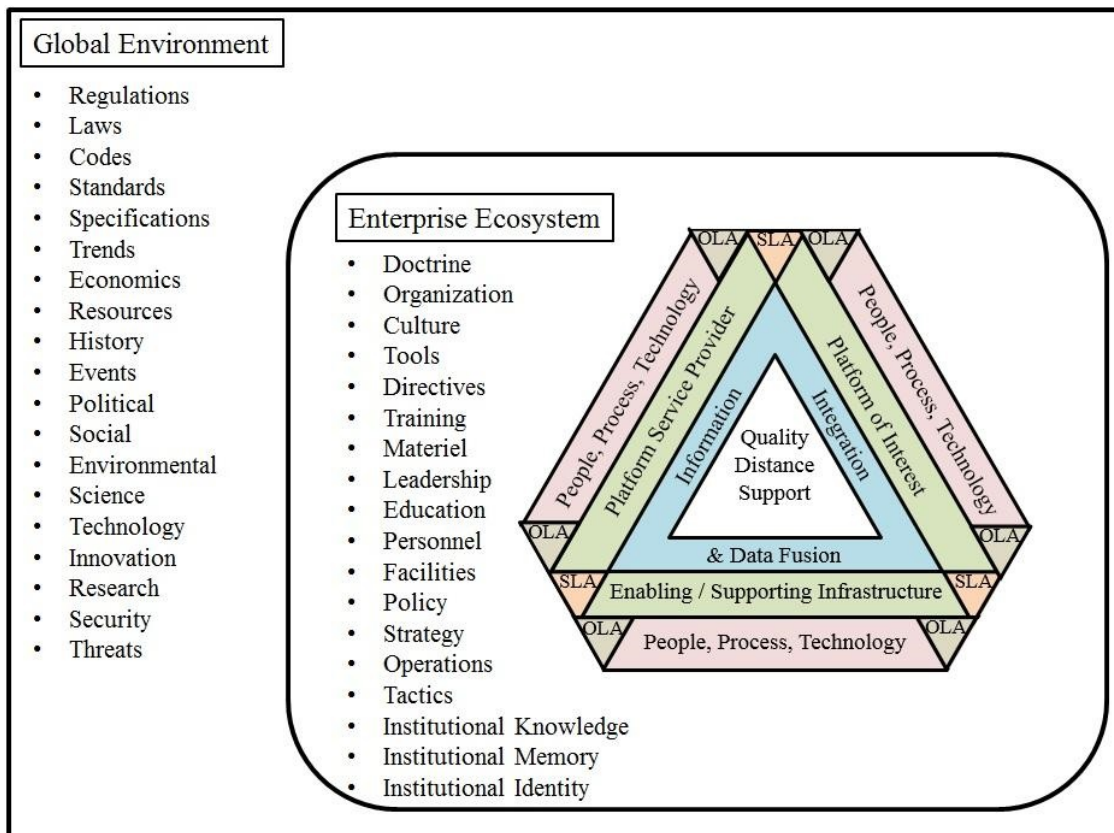 Global Environment
• Regulations
• Laws
• Codes
• Standards
• Specifications
• Trends
• Economics
• Resources
• History
• Events
• Political
• Social
• Environmental
• Science
• Technology
• Innovation
• Research
• Security
• Threats
Enterprise Ecosystem
• Doctrine
• Organization
• Culture
• Tools
• Directives
• Training
• Materiel
• Leadership
• Education
• Personnel
• Facilities
• Policy
• Strategy
• Operations
• Tactics
• Institutional Knowledge
• Institutional Memory
• Institutional Identity
OLA
SLA
OLA
People, Process, Technology
Platform Service Provider
Information
Integration
Platform of Interest
People, Process, Technology
Quality
Distance
Support
OLA
OLA
& Data Fusion
SLA
Enabling / Supporting Infrastructure
SLA
OLA
People, Process, Technology
OLA